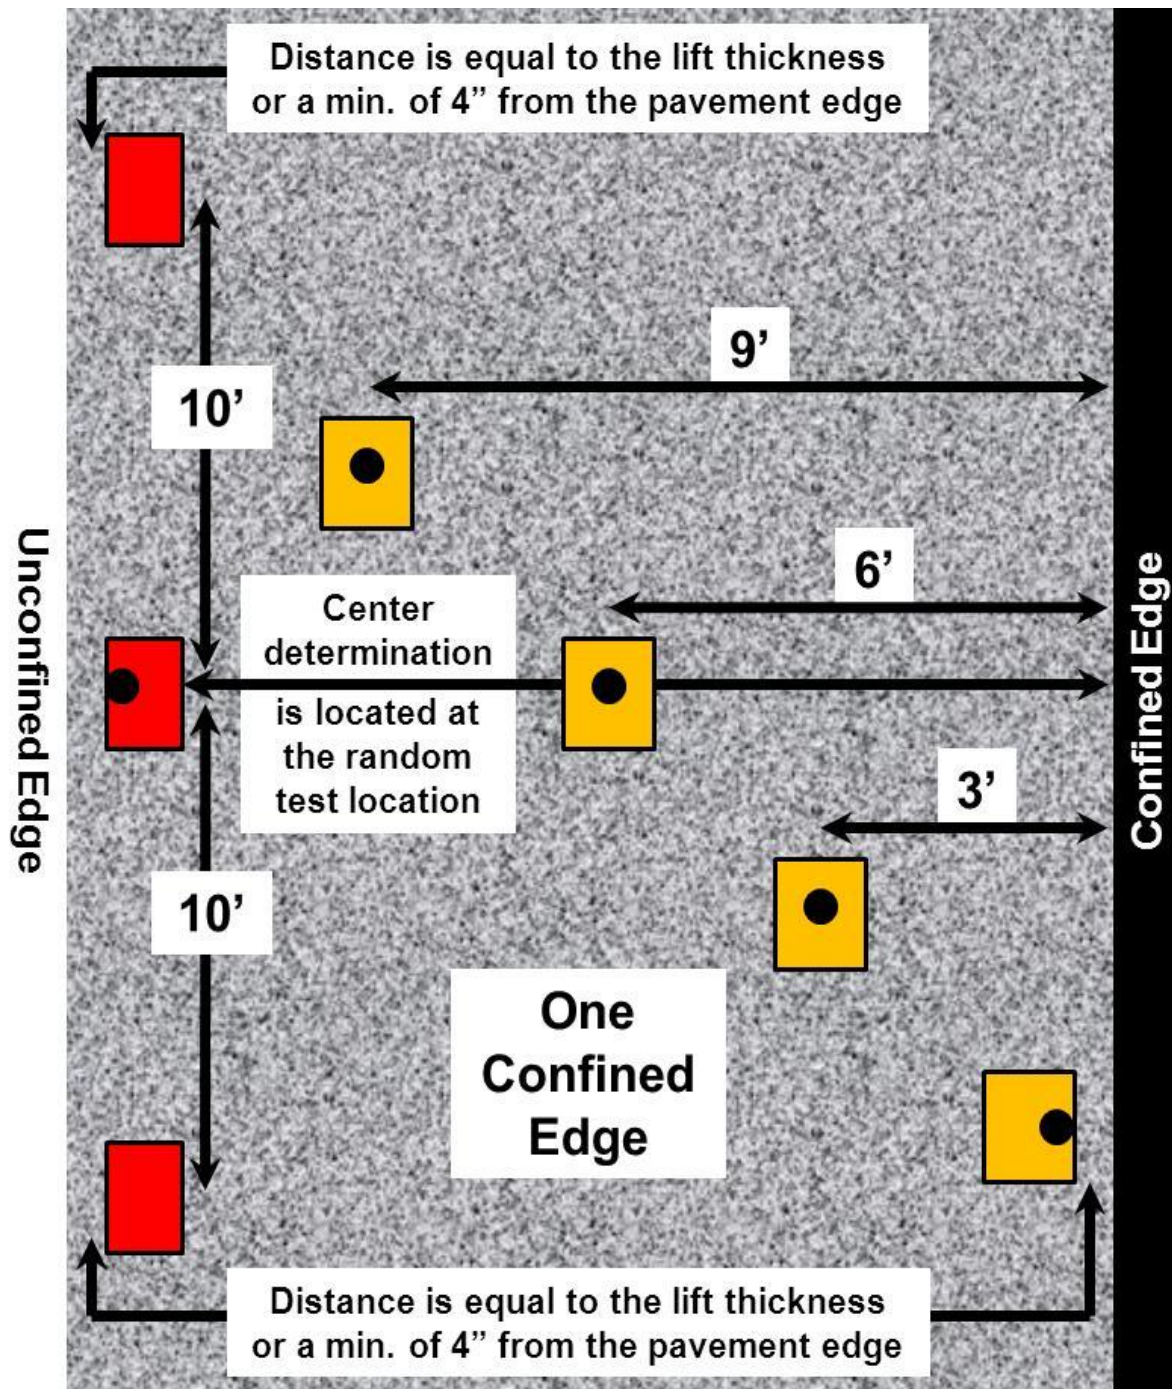 Distance is equal to the lift thickness
or a min. of 4” from the pavement edge
9’
10’
6’
Unconfined Edge
Center
determination
is located at
the random
test location
Confined Edge
3’
10’
One
Confined
Edge
Distance is equal to the lift thickness
or a min. of 4” from the pavement edge